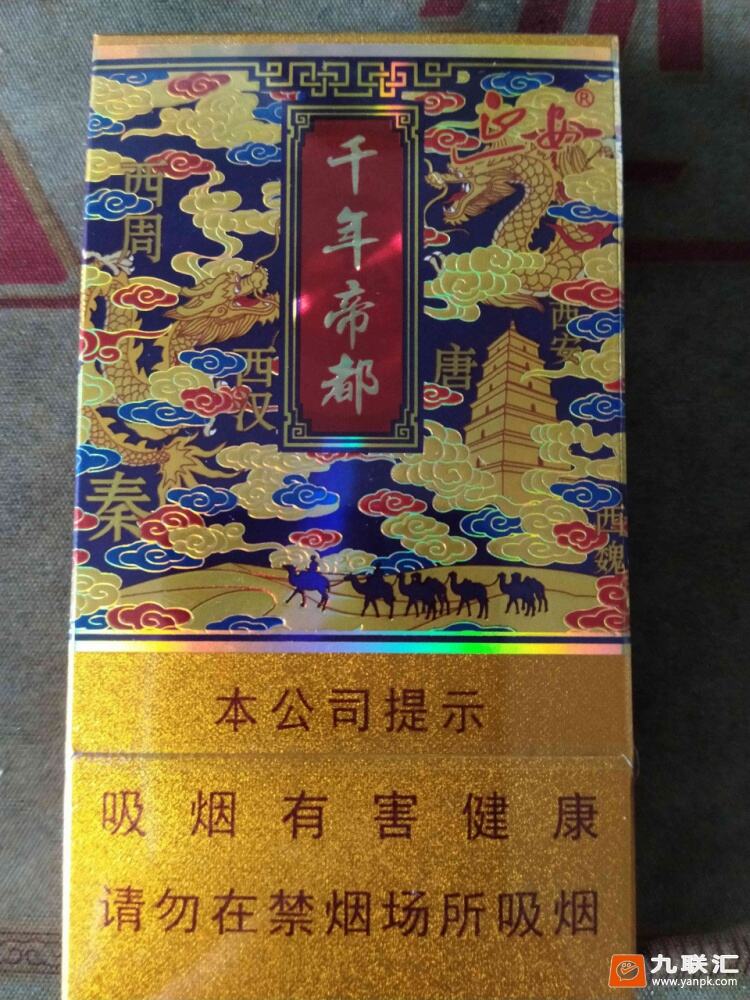 延安®
千年帝都
西周
西汉
秦
唐
西安
西魏
本公司提示
吸烟有害健康
请勿在禁烟场所吸烟
九联汇
www.yanpk.com